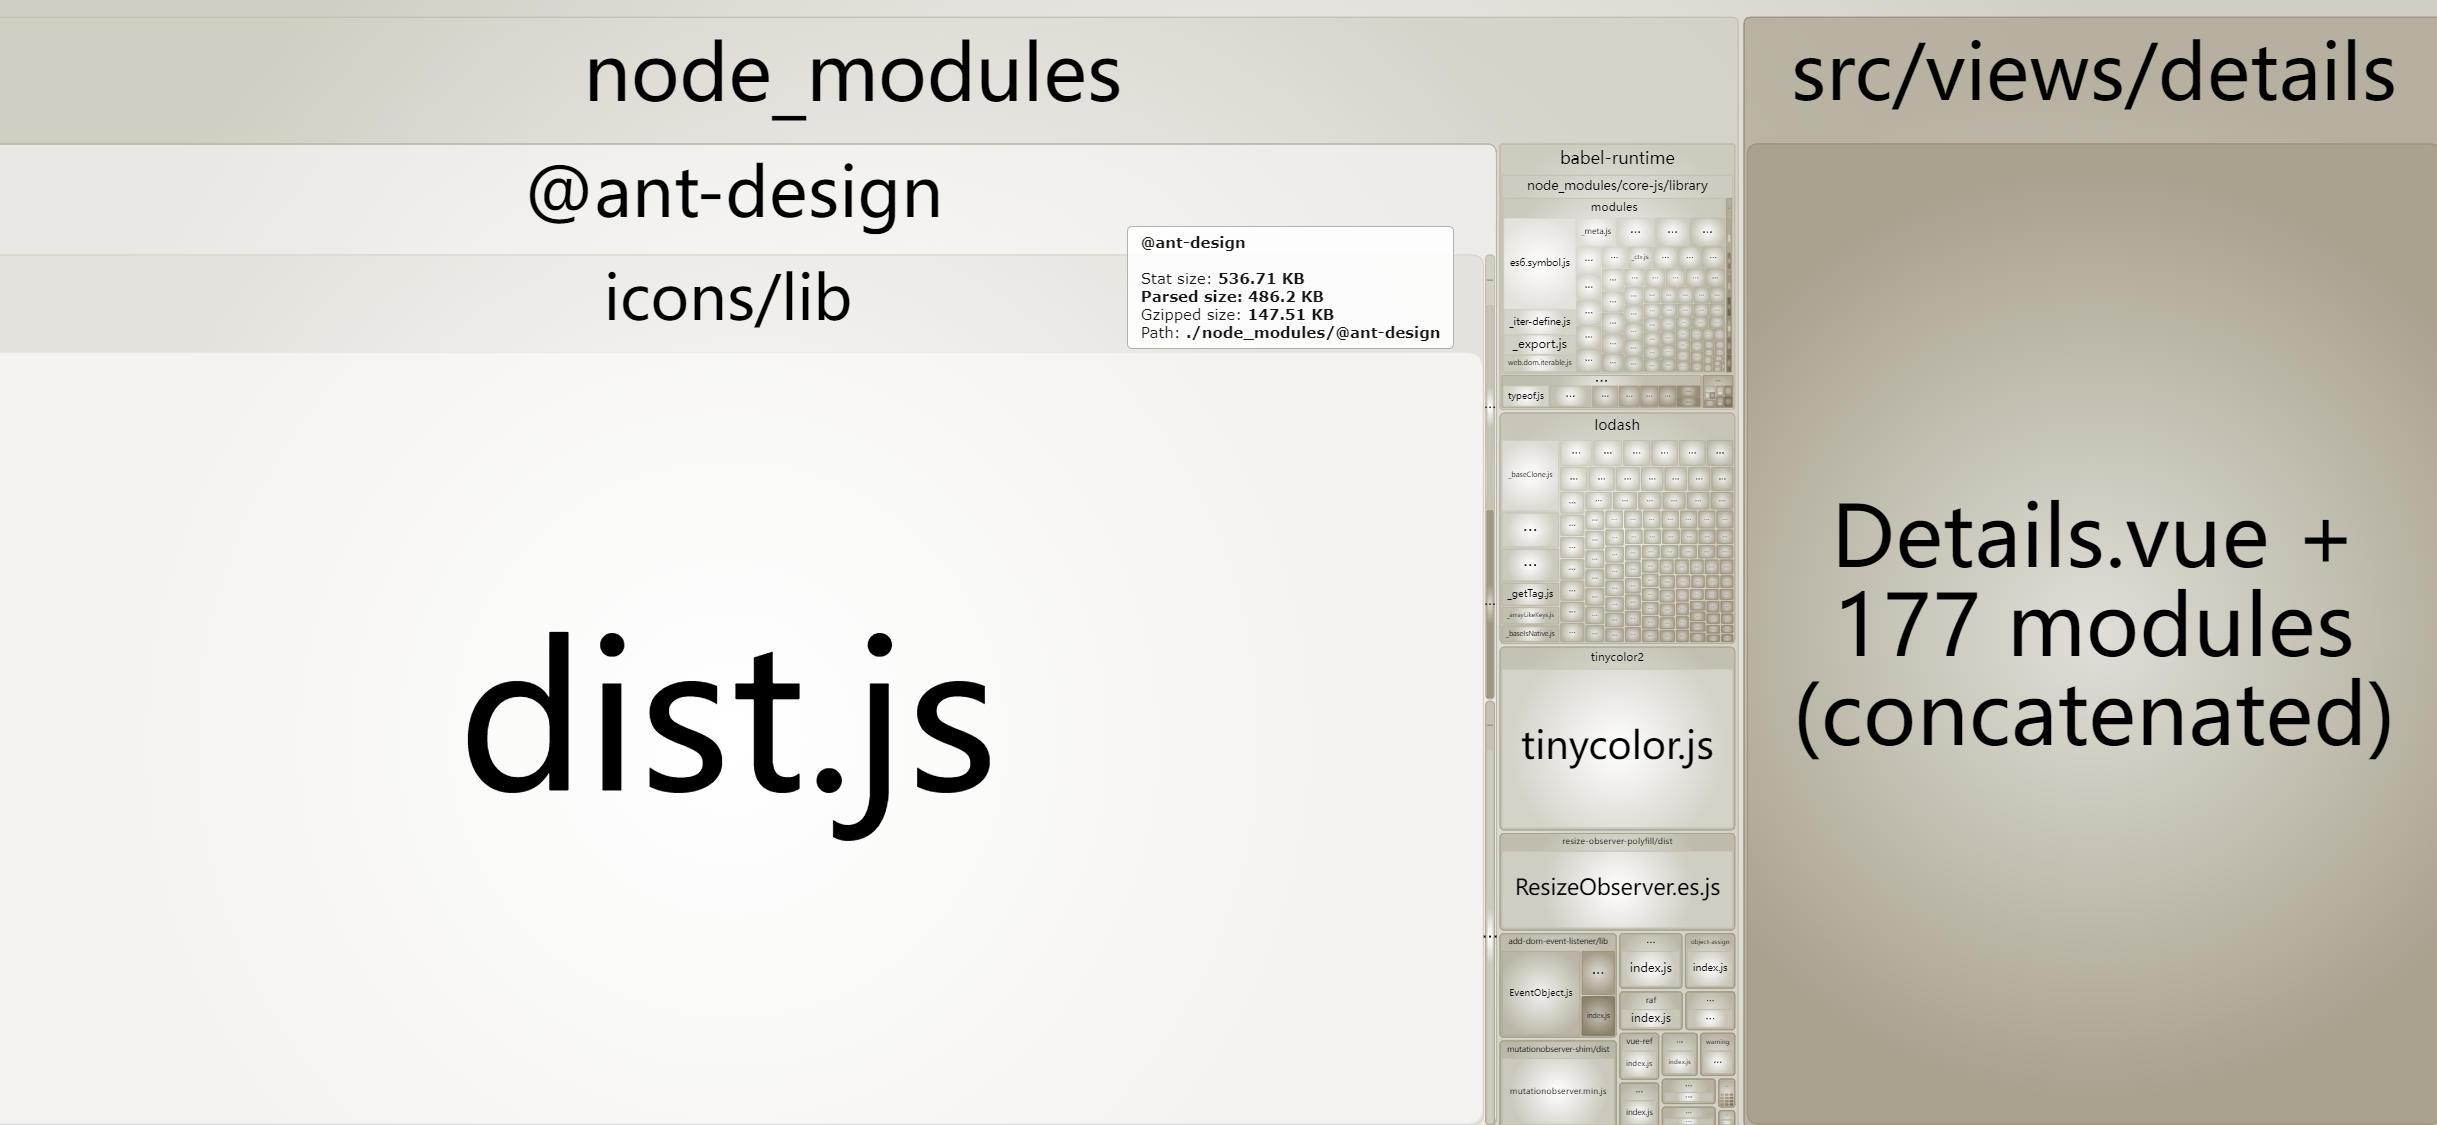 node_modules
src/views/details
@ant-design
icons/lib
dist.js
@ant-design
Stat size: 536.71 KB
Parsed size: 486.2 KB
Gzipped size: 147.51 KB
Path: ./node_modules/@ant-design
babel-runtime
node_modules/core-js/library
modules
_meta.js
es6.symbol.js
_ctx.js
_iter-define.js
_export.js
web.dom.iterable.js
typeof.js
lodash
_baseClone.js
_getTag.js
_arrayLikeKeys.js
_baseIsNative.js
tinycolor2
tinycolor.js
resize-observer-polyfill/dist
ResizeObserver.es.js
add-dom-event-listener/lib
EventObject.js
index.js
index.js
object-assign
index.js
raf
index.js
mutationobserver-shim/dist
mutationobserver.min.js
vue-ref
index.js
index.js
warning
index.js
Details.vue +
177 modules
(concatenated)